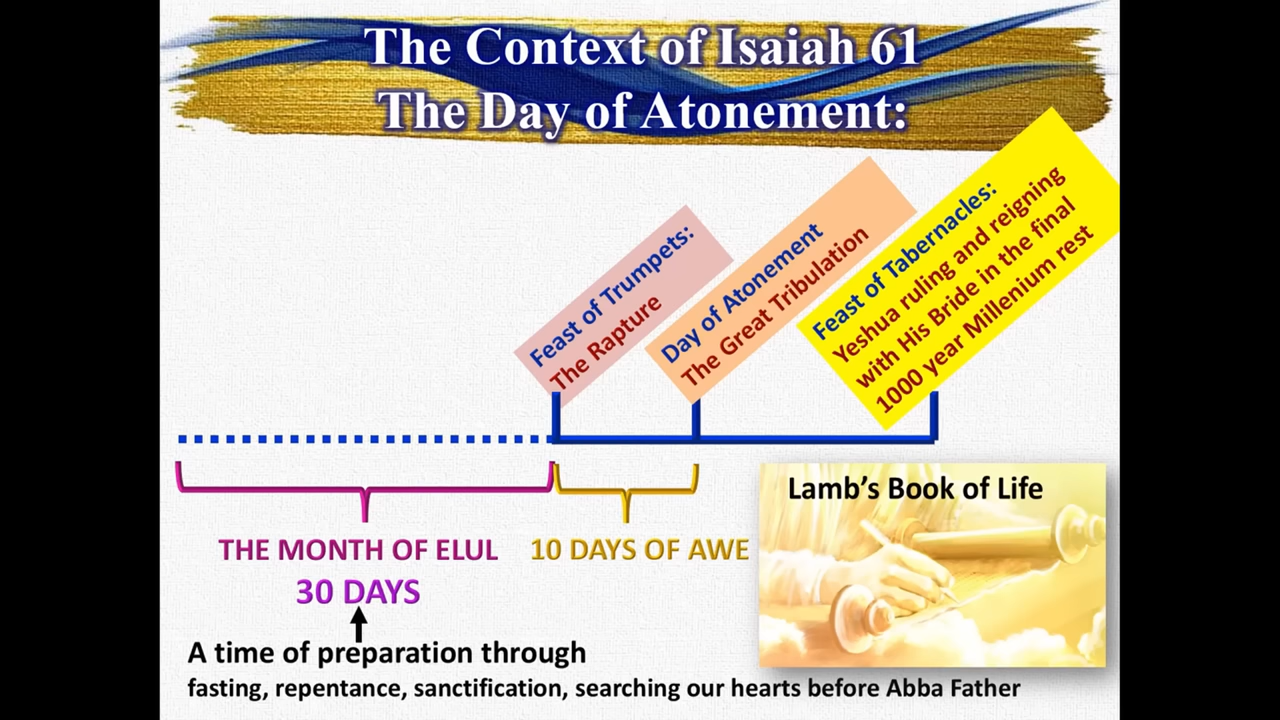 The Context of Isaiah 61
The Day of Atonement:
Feast of Trumpets:
The Rapture
Day of Atonement
The Great Tribulation
Feast of Tabernacles:
Yeshua ruling and reigning
with His Bride in the final
1000 year Millenium rest
THE MONTH OF ELUL
30 DAYS
10 DAYS OF AWE
Lamb’s Book of Life
A time of preparation through
fasting, repentance, sanctification, searching our hearts before Abba Father